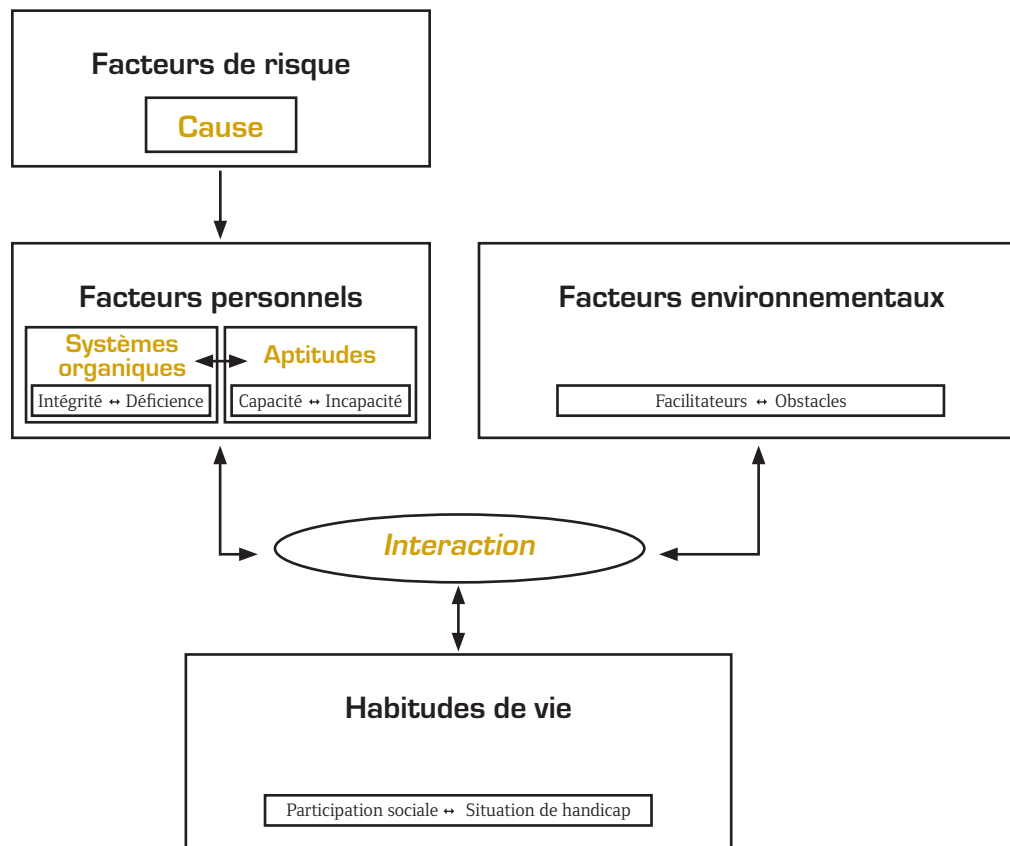 Facteurs de risque
Cause
Facteurs personnels
Systèmes
organiques
Intégrité ↔ Déficience
Aptitudes
Capacité ↔ Incapacité
Facteurs environnementaux
Facilitateurs ↔ Obstacles
Interaction
Habitudes de vie
Participation sociale ↔ Situation de handicap